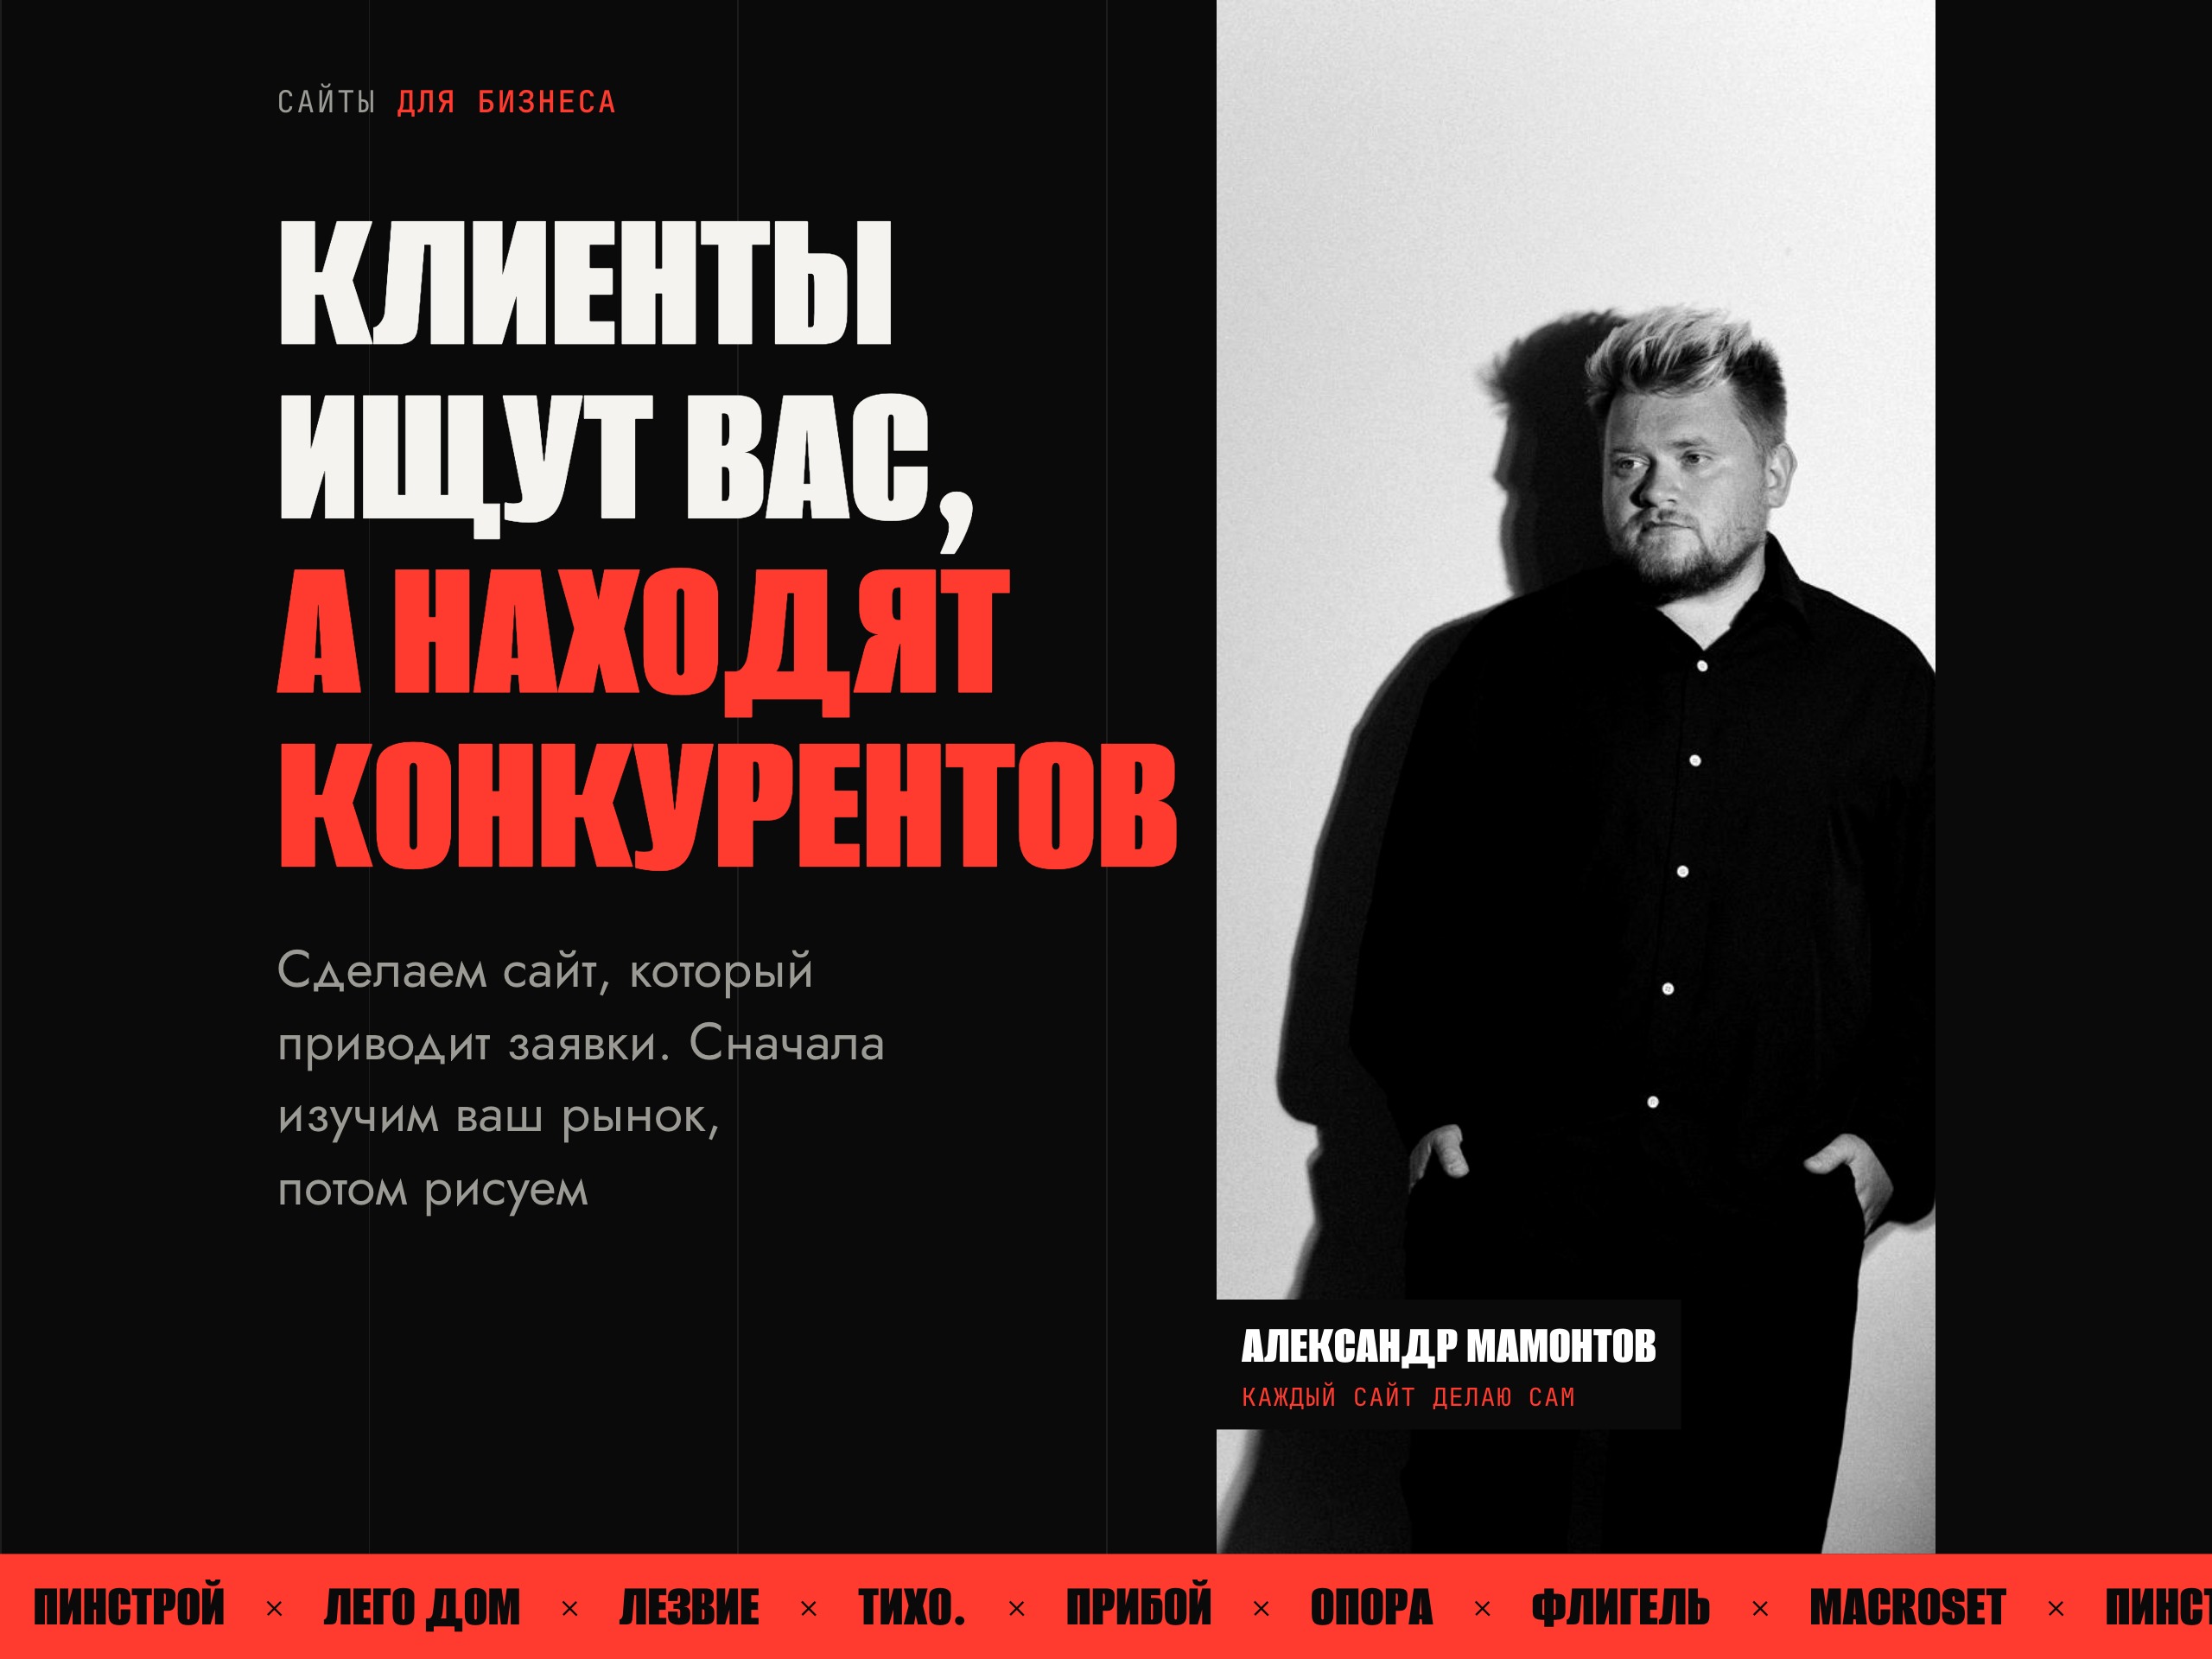 САЙТЫ ДЛЯ БИЗНЕСА
КЛИЕНТЫ
ИЩУТ ВАС,
А НАХОДЯТ
КОНКУРЕНТОВ
Сделаем сайт, который
приводит заявки. Сначала
изучим ваш рынок,
потом рисуем
АЛЕКСАНДР МАМОНТОВ
КАЖДЫЙ САЙТ ДЕЛАЮ САМ
ПИНСТРОЙ × ЛЕГО ДОМ × ЛЕЗВИЕ × ТИХО. × ПРИБОЙ × ОПОРА × ФЛИГЕЛЬ × MACROSET ×